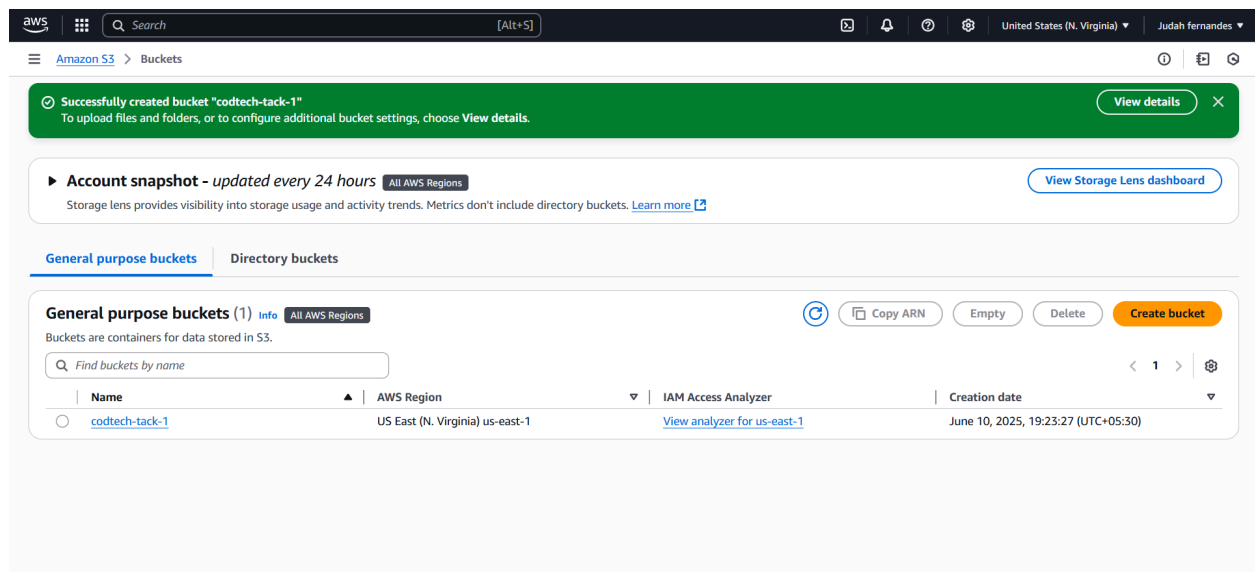 aws Search [Alt+S] United States (N. Virginia) Judah fernandes
Amazon S3 > Buckets
Successfully created bucket "codtech-tack-1" View details
To upload files and folders, or to configure additional bucket settings, choose View details.
Account snapshot - updated every 24 hours All AWS Regions View Storage Lens dashboard
Storage lens provides visibility into storage usage and activity trends. Metrics don't include directory buckets. Learn more
General purpose buckets Directory buckets
General purpose buckets (1) Info All AWS Regions Copy ARN Empty Delete Create bucket
Buckets are containers for data stored in S3.
Find buckets by name < 1 >
Name AWS Region IAM Access Analyzer Creation date
codtech-tack-1 US East (N. Virginia) us-east-1 View analyzer for us-east-1 June 10, 2025, 19:23:27 (UTC+05:30)